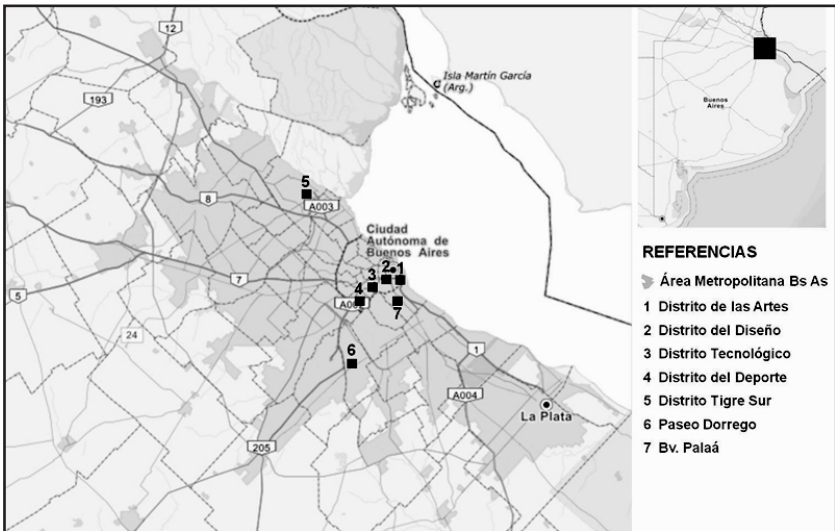 12
193
Isla Martín García
(Arg.)
5
8
A003
Ciudad
Autónoma de
Buenos Aires
2
1
3
7
5
4
7
24
6
1
A004
La Plata
205
Buenos
Aires
REFERENCIAS
Área Metropolitana Bs As
1 Distrito de las Artes
2 Distrito del Diseño
3 Distrito Tecnológico
4 Distrito del Deporte
5 Distrito Tigre Sur
6 Paseo Dorrego
7 Bv. Palaá